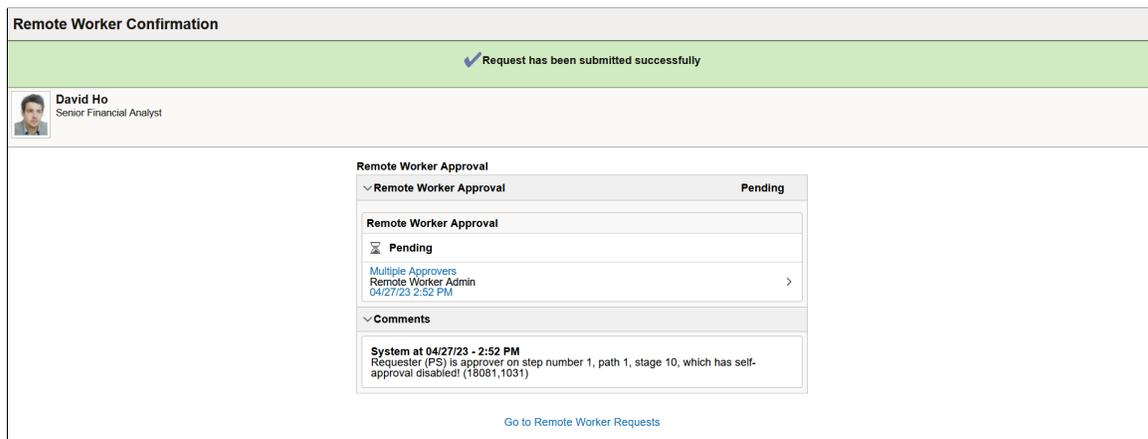 Remote Worker Confirmation
Request has been submitted successfully
David Ho
Senior Financial Analyst
Remote Worker Approval
Remote Worker Approval Pending
Remote Worker Approval
Pending
Multiple Approvers
Remote Worker Admin
04/27/23 2:52 PM
Comments
System at 04/27/23 - 2:52 PM
Requester (PS) is approver on step number 1, path 1, stage 10, which has self-
approval disabled! (18081,1031)
Go to Remote Worker Requests